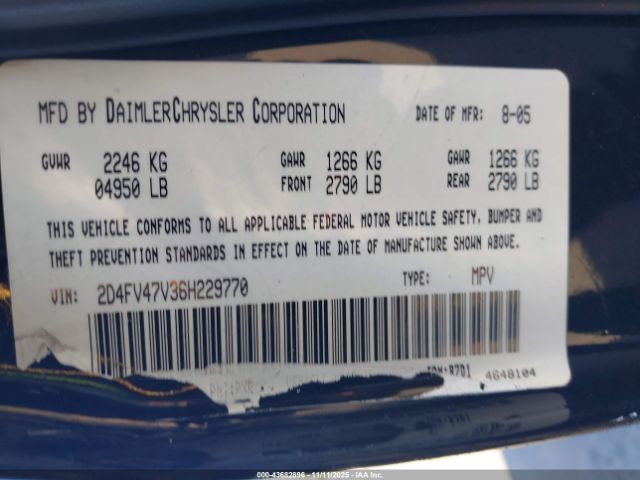 MFD BY DAIMLERCHRYSLER CORPORATION DATE OF MFR: 8-05
GVWR 2246 KG GAWR 1266 KG GAWR 1266 KG
04950 LB FRONT 2790 LB REAR 2790 LB
THIS VEHICLE CONFORMS TO ALL APPLICABLE FEDERAL MOTOR VEHICLE SAFETY, BUMPER AND
THEFT PREVENTION STANDARDS IN EFFECT ON THE DATE OF MANUFACTURE SHOWN ABOVE.
VIN: 2D4FV47V36H229770 TYPE: MPV
4648104
00-43682896 - 11/11/2025 - IAAI.COM